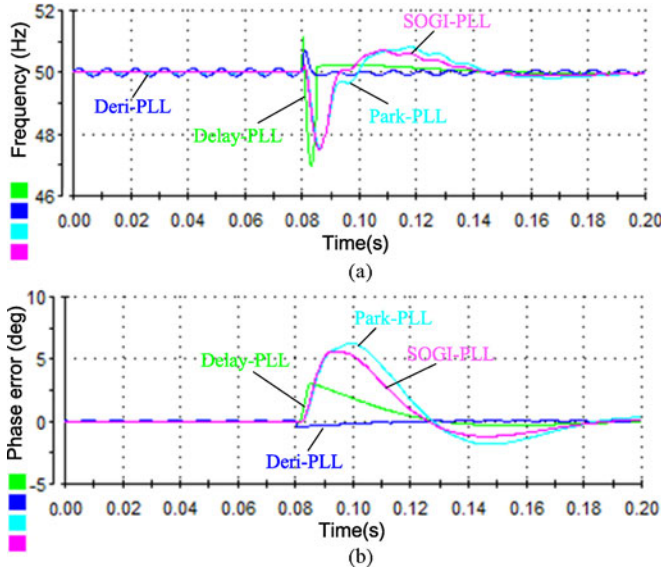 52
50
48
46
Frequency (Hz)
SOGI-PLL
Deri-PLL
Delay-PLL
Park-PLL
0.00 0.02 0.04 0.06 0.08 0.10 0.12 0.14 0.16 0.18 0.20
Time(s)
(a)
10
5
0
-5
Phase error (deg)
Park-PLL
Delay-PLL
SOGI-PLL
Deri-PLL
0.00 0.02 0.04 0.06 0.08 0.10 0.12 0.14 0.16 0.18 0.20
Time(s)
(b)